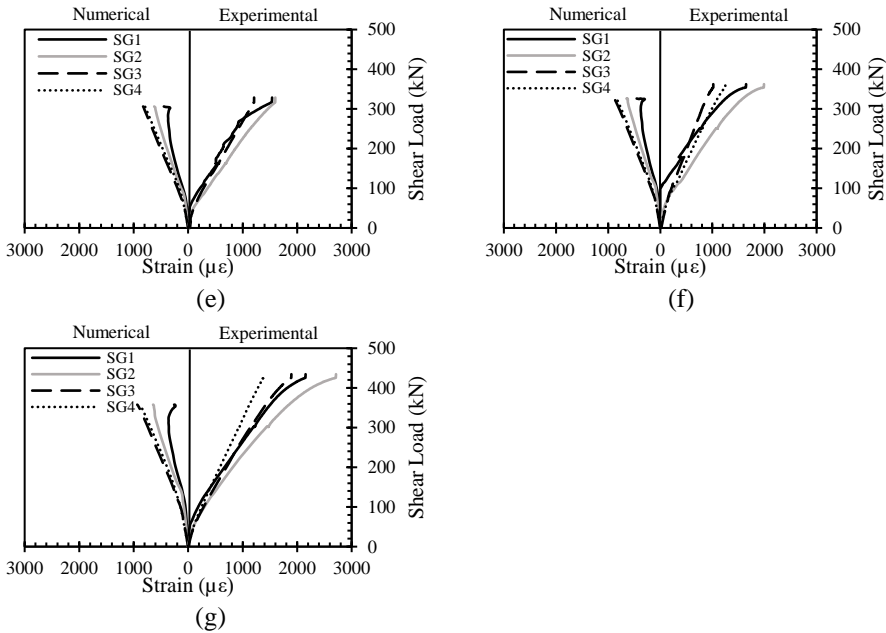 Numerical Experimental
500
SG1
SG2
400
SG3
SG4
300
200
100
0
Shear Load (kN)
3000 2000 1000 0 1000 2000 3000
Strain (µε)
(e)
Numerical Experimental
500
SG1
SG2
400
SG3
SG4
300
200
100
0
Shear Load (kN)
3000 2000 1000 0 1000 2000 3000
Strain (µε)
(f)
Numerical Experimental
500
SG1
SG2
400
SG3
SG4
300
200
100
0
Shear Load (kN)
3000 2000 1000 0 1000 2000 3000
Strain (µε)
(g)